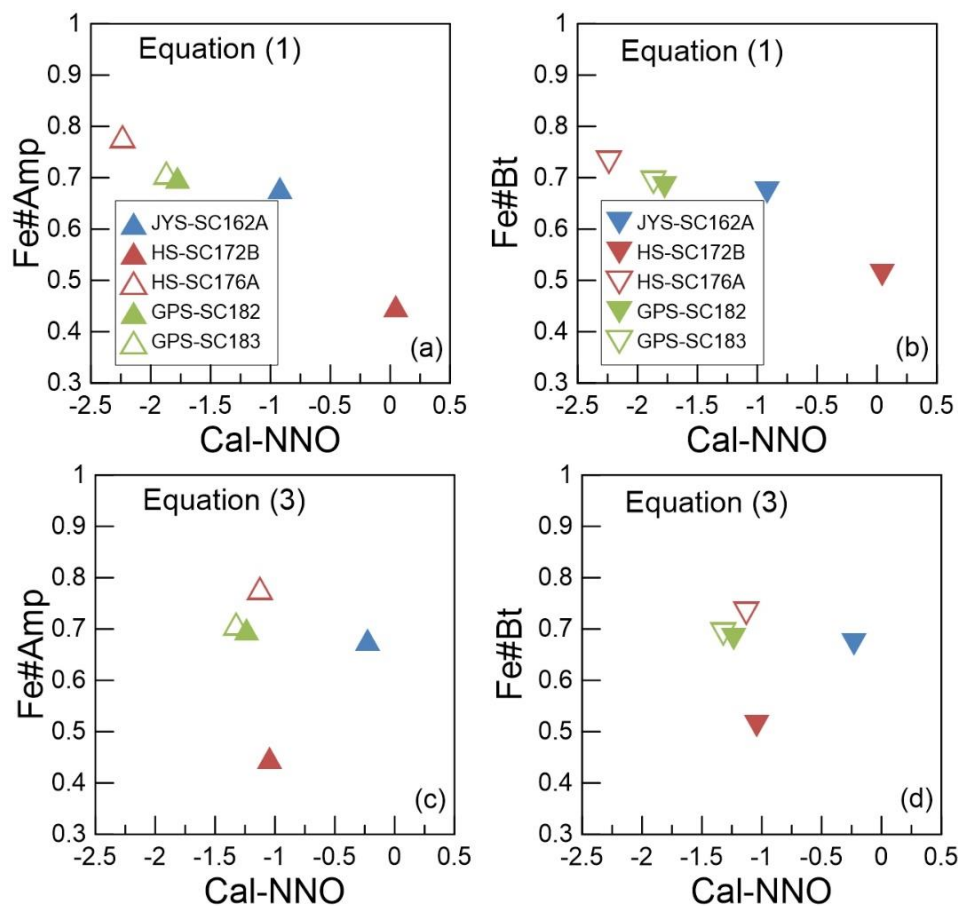 Equation (1)
Fe#Amp
1
0.9
0.8
0.7
0.6
0.5
0.4
0.3
JYS-SC162A
HS-SC172B
HS-SC176A
GPS-SC182
GPS-SC183
(a)
-2.5 -2 -1.5 -1 -0.5 0 0.5
Cal-NNO
Equation (1)
Fe#Bt
1
0.9
0.8
0.7
0.6
0.5
0.4
0.3
JYS-SC162A
HS-SC172B
HS-SC176A
GPS-SC182
GPS-SC183
(b)
-2.5 -2 -1.5 -1 -0.5 0 0.5
Cal-NNO
Equation (3)
Fe#Amp
1
0.9
0.8
0.7
0.6
0.5
0.4
0.3
(c)
-2.5 -2 -1.5 -1 -0.5 0 0.5
Cal-NNO
Equation (3)
Fe#Bt
1
0.9
0.8
0.7
0.6
0.5
0.4
0.3
(d)
-2.5 -2 -1.5 -1 -0.5 0 0.5
Cal-NNO